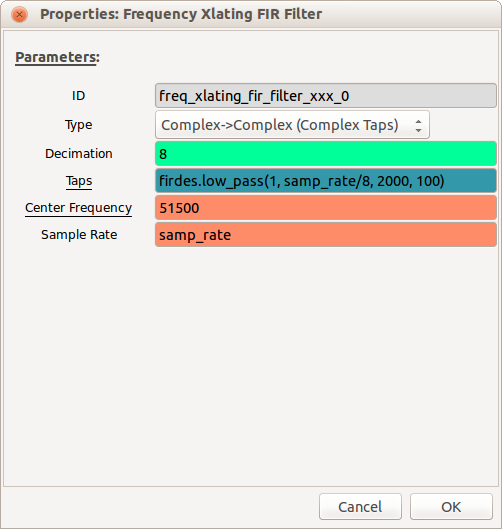 Properties: Frequency Xlating FIR Filter
Parameters:
ID freq_xlating_fir_filter_xxx_0
Type Complex->Complex (Complex Taps)
Decimation 8
Taps firdes.low_pass(1, samp_rate/8, 2000, 100)
Center Frequency 51500
Sample Rate samp_rate
Cancel OK